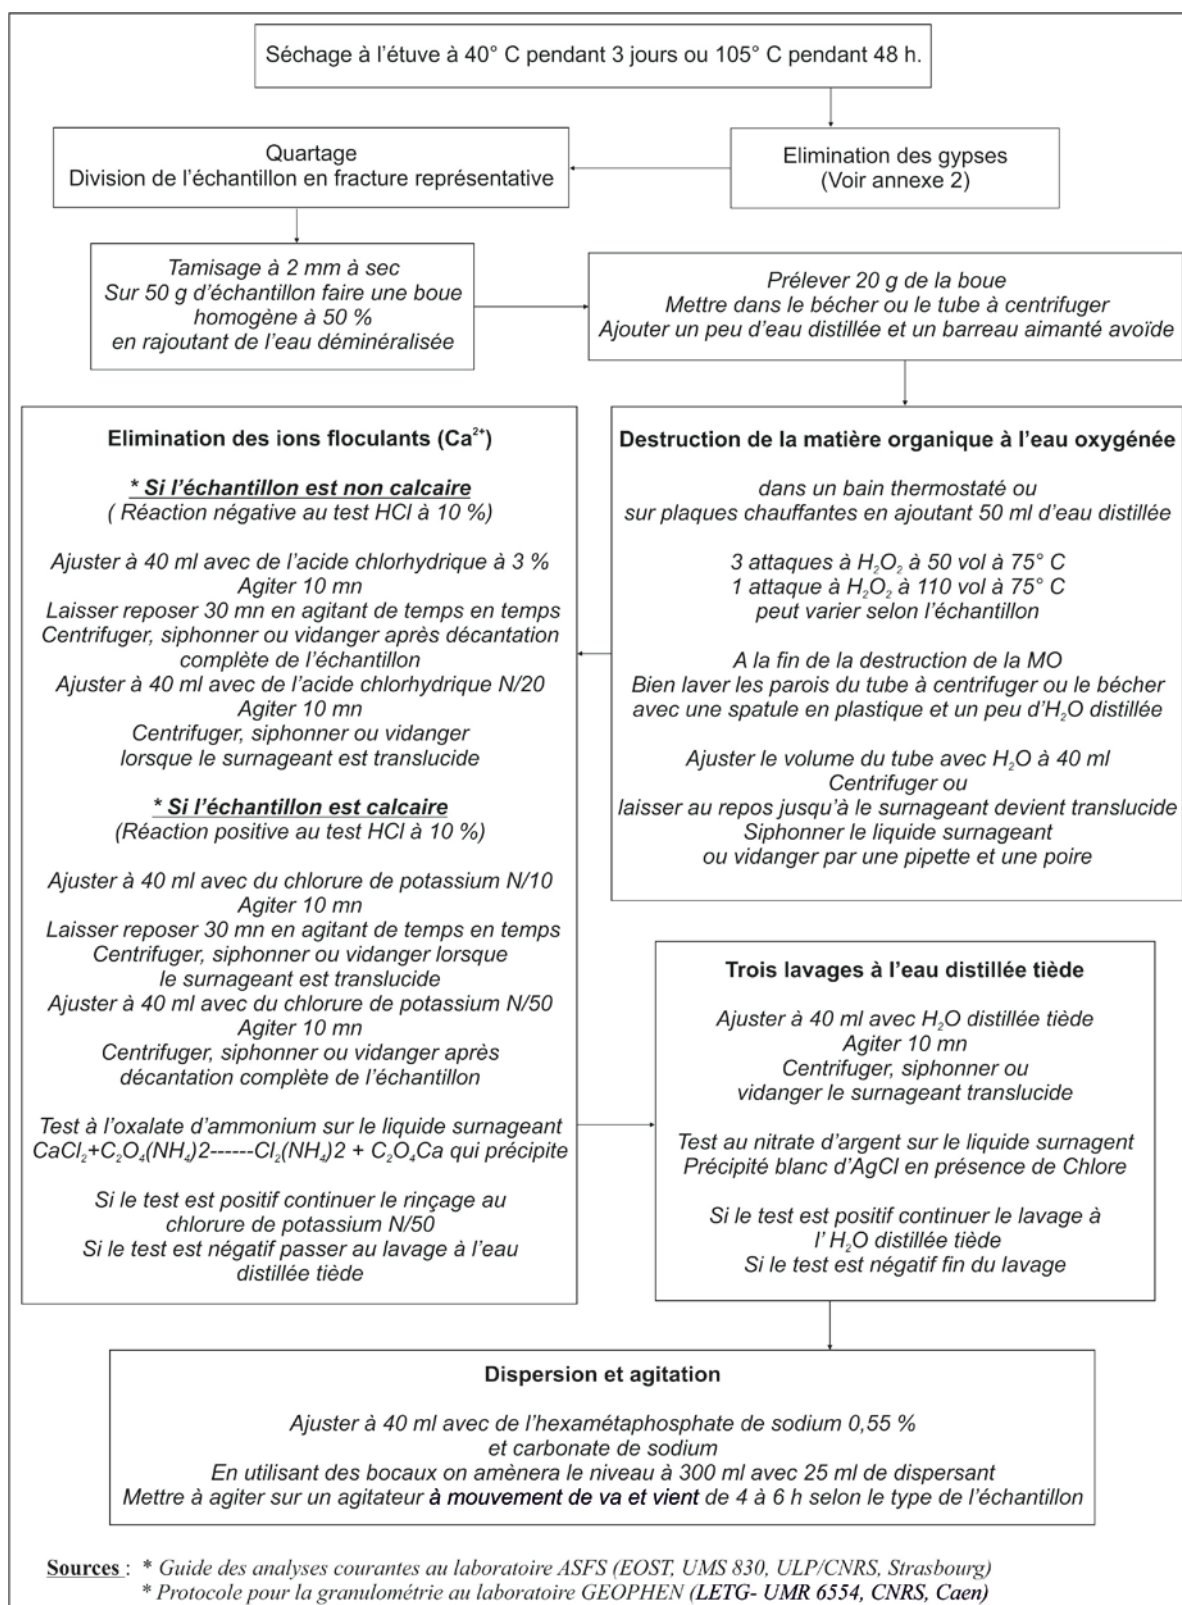 Séchage à l'étuve à 40° C pendant 3 jours ou 105° C pendant 48 h.
Elimination des gypses
(Voir annexe 2)
Quartage
Division de l'échantillon en fracture représentative
Tamisage à 2 mm à sec
Sur 50 g d'échantillon faire une boue
homogène à 50 %
en rajoutant de l'eau déminéralisée
Prélever 20 g de la boue
Mettre dans le bécher ou le tube à centrifuger
Ajouter un peu d'eau distillée et un barreau aimanté avoïde
Destruction de la matière organique à l'eau oxygénée
dans un bain thermostaté ou
sur plaques chauffantes en ajoutant 50 ml d'eau distillée
3 attaques à H₂O₂ à 50 vol à 75° C
1 attaque à H₂O₂ à 110 vol à 75° C
peut varier selon l'échantillon
A la fin de la destruction de la MO
Bien laver les parois du tube à centrifuger ou le bécher
avec une spatule en plastique et un peu d'H₂O distillée
Ajuster le volume du tube avec H₂O à 40 ml
Centrifuger ou
laisser au repos jusqu'à le surnageant devient translucide
Siphonner le liquide surnageant
ou vidanger par une pipette et une poire
Elimination des ions floculants (Ca²⁺)
* Si l'échantillon est non calcaire
( Réaction négative au test HCl à 10 %)
Ajuster à 40 ml avec de l'acide chlorhydrique à 3 %
Agiter 10 mn
Laisser reposer 30 mn en agitant de temps en temps
Centrifuger, siphonner ou vidanger après décantation
complète de l'échantillon
Ajuster à 40 ml avec de l'acide chlorhydrique N/20
Agiter 10 mn
Centrifuger, siphonner ou vidanger
lorsque le surnageant est translucide
* Si l'échantillon est calcaire
(Réaction positive au test HCl à 10 %)
Ajuster à 40 ml avec du chlorure de potassium N/10
Agiter 10 mn
Laisser reposer 30 mn en agitant de temps en temps
Centrifuger, siphonner ou vidanger lorsque
le surnageant est translucide
Ajuster à 40 ml avec du chlorure de potassium N/50
Agiter 10 mn
Centrifuger, siphonner ou vidanger après
décantation complète de l'échantillon
Test à l'oxalate d'ammonium sur le liquide surnageant
CaCl₂+C₂O₄(NH₄)2------Cl₂(NH₄)2 + C₂O₄Ca qui précipite
Si le test est positif continuer le rinçage au
chlorure de potassium N/50
Si le test est négatif passer au lavage à l'eau
distillée tiède
Trois lavages à l'eau distillée tiède
Ajuster à 40 ml avec H₂O distillée tiède
Agiter 10 mn
Centrifuger, siphonner ou
vidanger le surnageant translucide
Test au nitrate d'argent sur le liquide surnagent
Précipité blanc d'AgCl en présence de Chlore
Si le test est positif continuer le lavage à
l' H₂O distillée tiède
Si le test est négatif fin du lavage
Dispersion et agitation
Ajuster à 40 ml avec de l'hexamétaphosphate de sodium 0,55 %
et carbonate de sodium
En utilisant des bocaux on amènera le niveau à 300 ml avec 25 ml de dispersant
Mettre à agiter sur un agitateur à mouvement de va et vient de 4 à 6 h selon le type de l'échantillon
Sources : * Guide des analyses courantes au laboratoire ASFS (EOST, UMS 830, ULP/CNRS, Strasbourg)
* Protocole pour la granulométrie au laboratoire GEOPHEN (LETG- UMR 6554, CNRS, Caen)